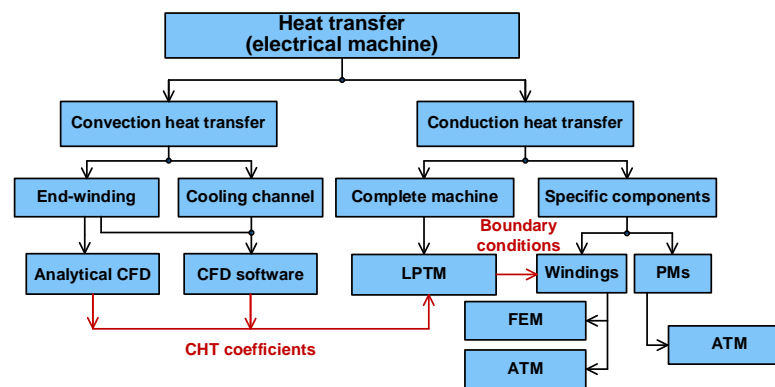 Heat transfer
(electrical machine)
Convection heat transfer
Conduction heat transfer
End-winding
Cooling channel
Complete machine
Specific components
Boundary
conditions
Analytical CFD
CFD software
LPTM
Windings
PMs
FEM
ATM
ATM
CHT coefficients